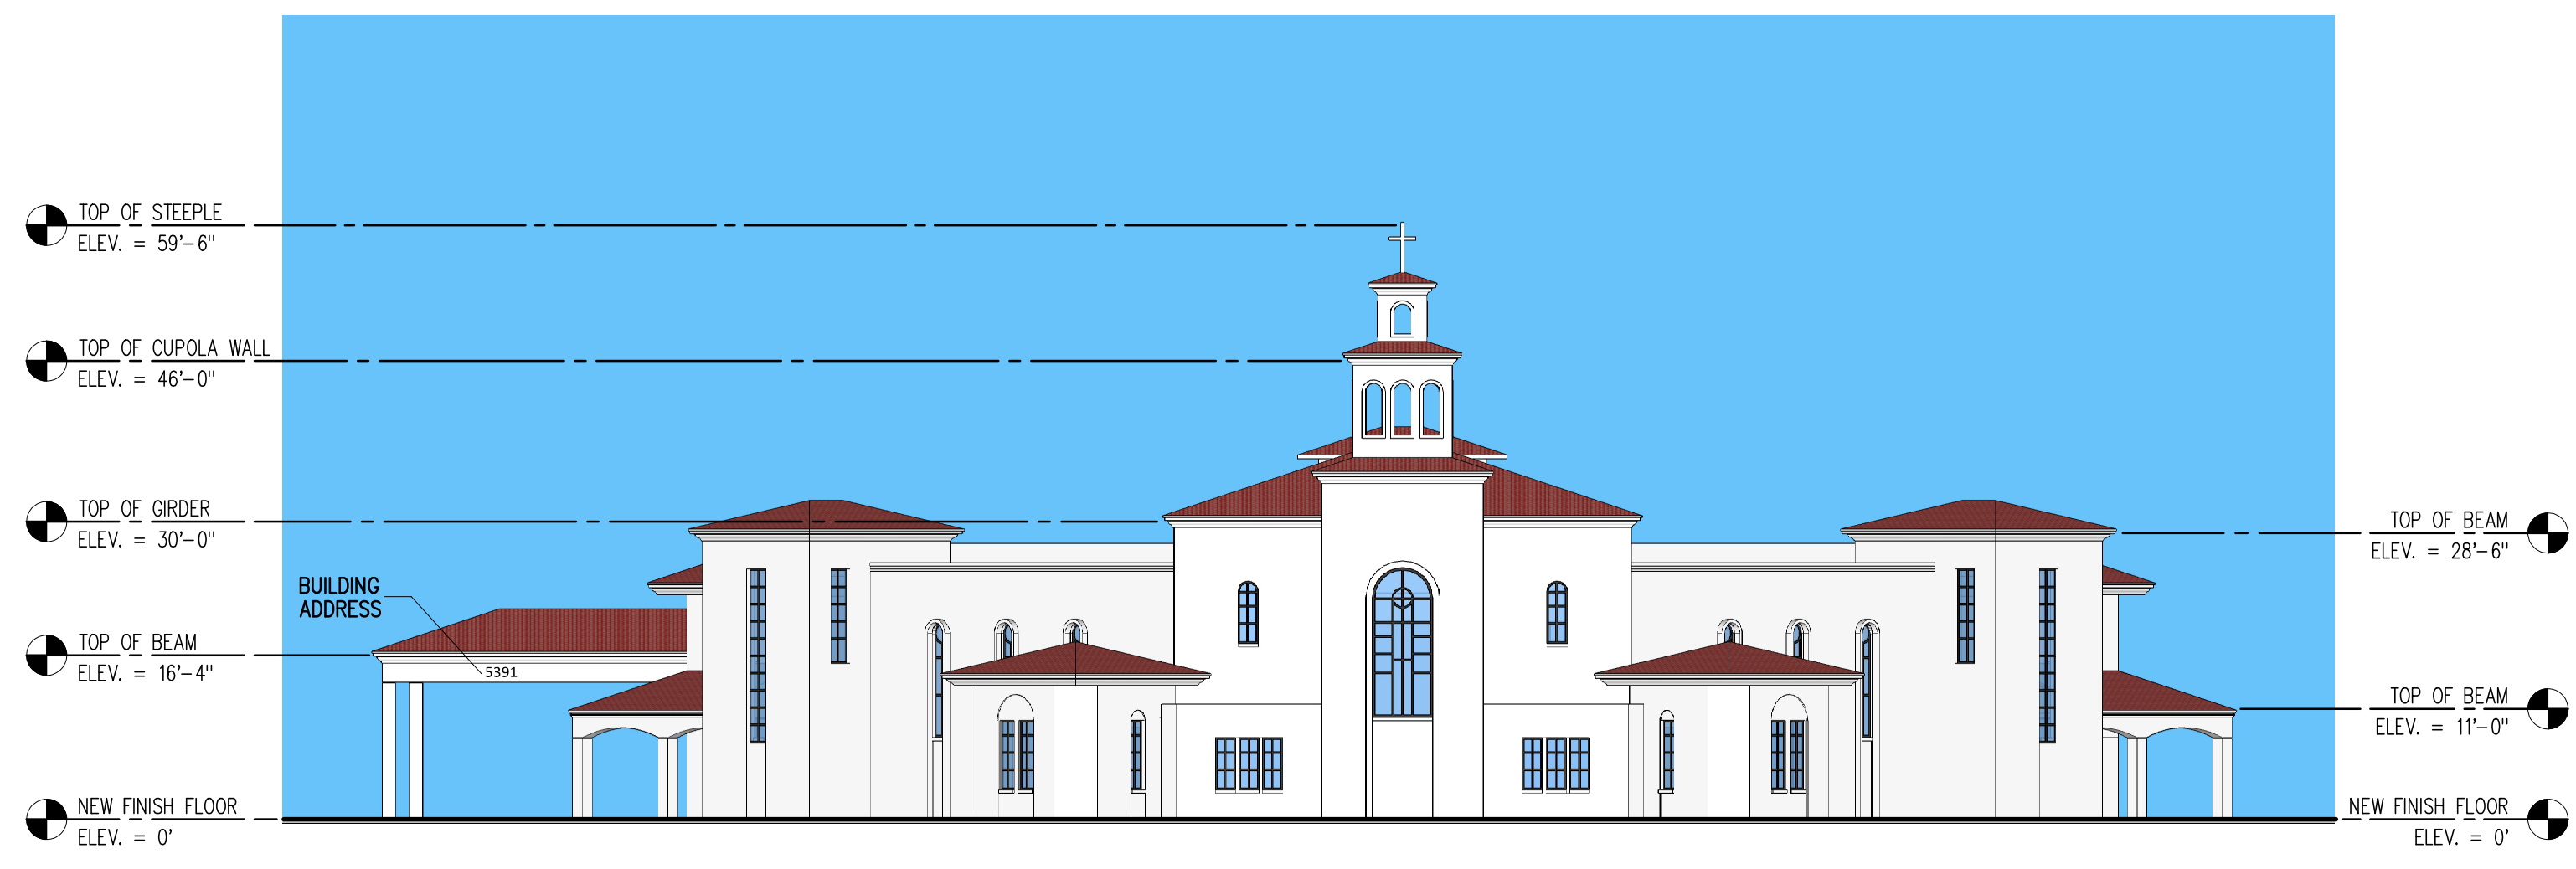 TOP OF STEEPLE
ELEV. = 59'-6"
TOP OF CUPOLA WALL
ELEV. = 46'-0"
TOP OF GIRDER
ELEV. = 30'-0"
BUILDING
ADDRESS
5391
TOP OF BEAM
ELEV. = 16'-4"
NEW FINISH FLOOR
ELEV. = 0'
TOP OF BEAM
ELEV. = 28'-6"
TOP OF BEAM
ELEV. = 11'-0"
NEW FINISH FLOOR
ELEV. = 0'